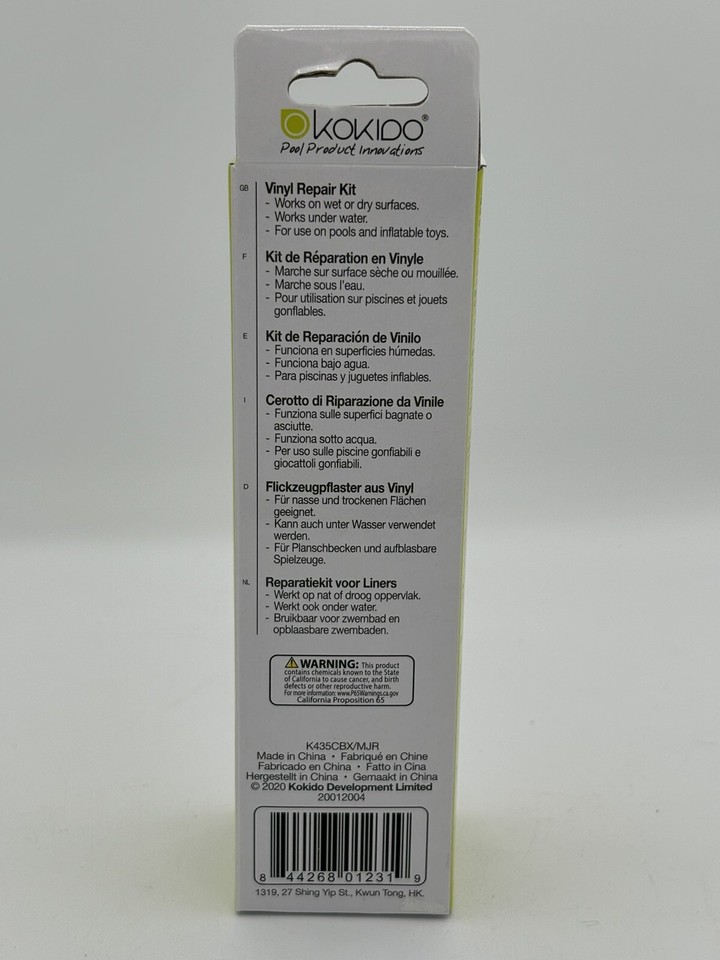 KOKIDO®
Pool Product Innovations
GB Vinyl Repair Kit
- Works on wet or dry surfaces.
- Works under water.
- For use on pools and inflatable toys.
F Kit de Réparation en Vinyle
- Marche sur surface sèche ou mouillée.
- Marche sous l'eau.
- Pour utilisation sur piscines et jouets
gonflables.
E Kit de Reparación de Vinilo
- Funciona en superficies húmedas.
- Funciona bajo agua.
- Para piscinas y juguetes inflables.
I Cerotto di Riparazione da Vinile
- Funziona sulle superfici bagnate o
asciutte.
- Funziona sotto acqua.
- Per uso sulle piscine gonfiabili e
giocattoli gonfiabili.
D Flickzeugpflaster aus Vinyl
- Für nasse und trockenen Flächen
geeignet.
- Kann auch unter Wasser verwendet
werden.
- Für Planschbecken und aufblasbare
Spielzeuge.
NL Reparatiekit voor Liners
- Werkt op nat of droog oppervlak.
- Werkt ook onder water.
- Bruikbaar voor zwembad en
opblaasbare zwembaden.
WARNING: This product
contains chemicals known to the State
of California to cause cancer, and birth
defects or other reproductive harm.
For more information: www.P65Warnings.ca.gov
California Proposition 65
K435CBX/MJR
Made in China • Fabriqué en Chine
Fabricado en China • Fatto in Cina
Hergestellt in China • Gemaakt in China
© 2020 Kokido Development Limited
20012004
8 44268 01231 9
1319, 27 Shing Yip St., Kwun Tong, HK.